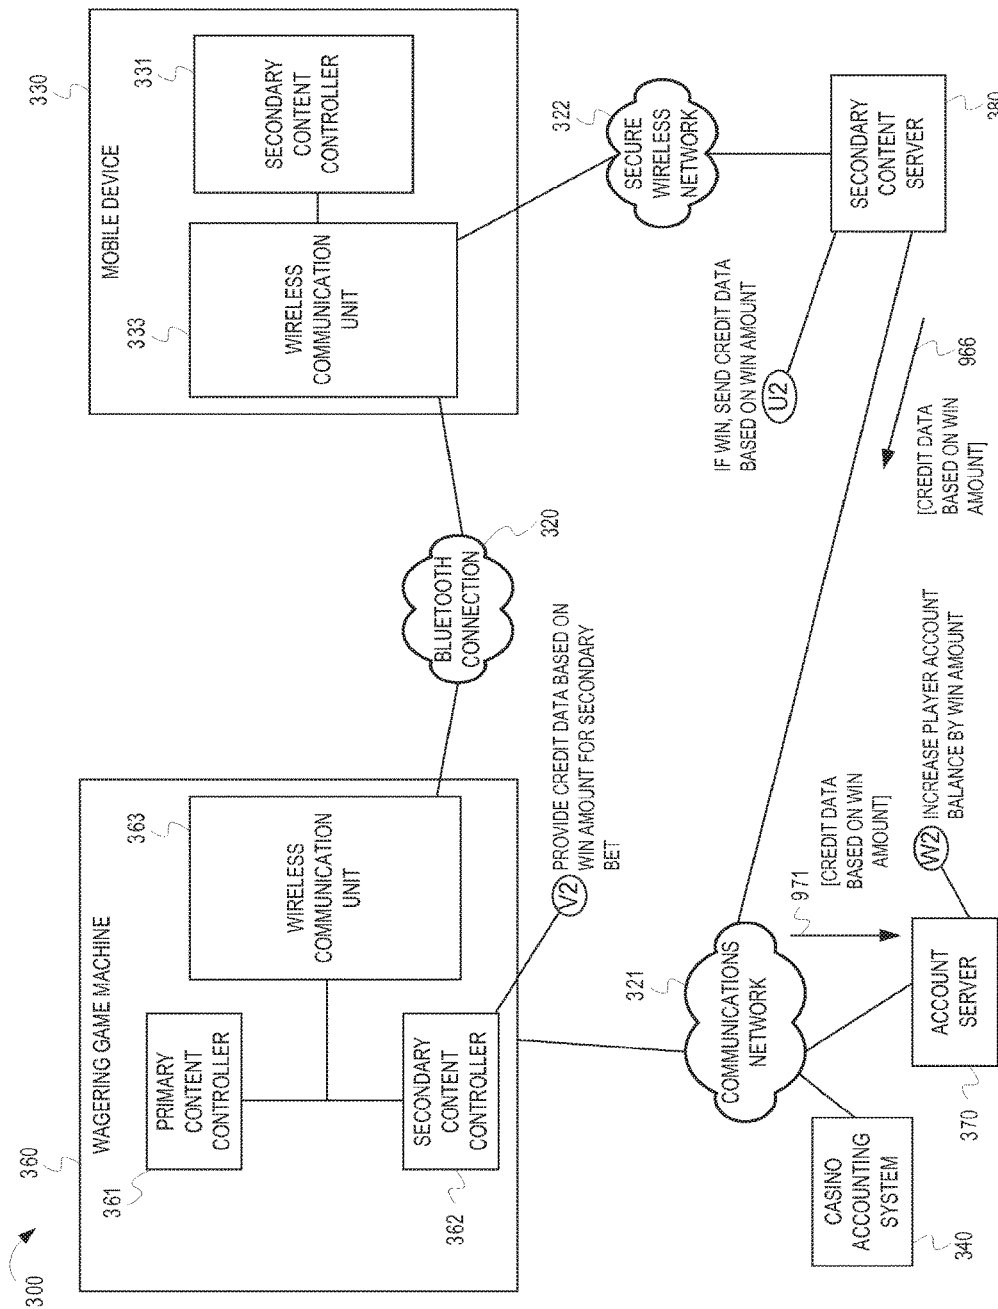 300
360
WAGERING GAME MACHINE
361
PRIMARY
CONTENT
CONTROLLER
363
WIRELESS
COMMUNICATION
UNIT
362
SECONDARY
CONTENT
CONTROLLER
V2
PROVIDE CREDIT DATA BASED ON
WIN AMOUNT FOR SECONDARY
BET
BLUETOOTH
CONNECTION
320
330
MOBILE DEVICE
333
WIRELESS
COMMUNICATION
UNIT
331
SECONDARY
CONTENT
CONTROLLER
322
SECURE
WIRELESS
NETWORK
IF WIN, SEND CREDIT DATA
BASED ON WIN AMOUNT
U2
SECONDARY
CONTENT
SERVER
380
966
[CREDIT DATA
BASED ON WIN
AMOUNT]
321
COMMUNICATIONS
NETWORK
971
[CREDIT DATA
BASED ON WIN
AMOUNT]
W2
INCREASE PLAYER ACCOUNT
BALANCE BY WIN AMOUNT
CASINO
ACCOUNTING
SYSTEM
340
ACCOUNT
SERVER
370